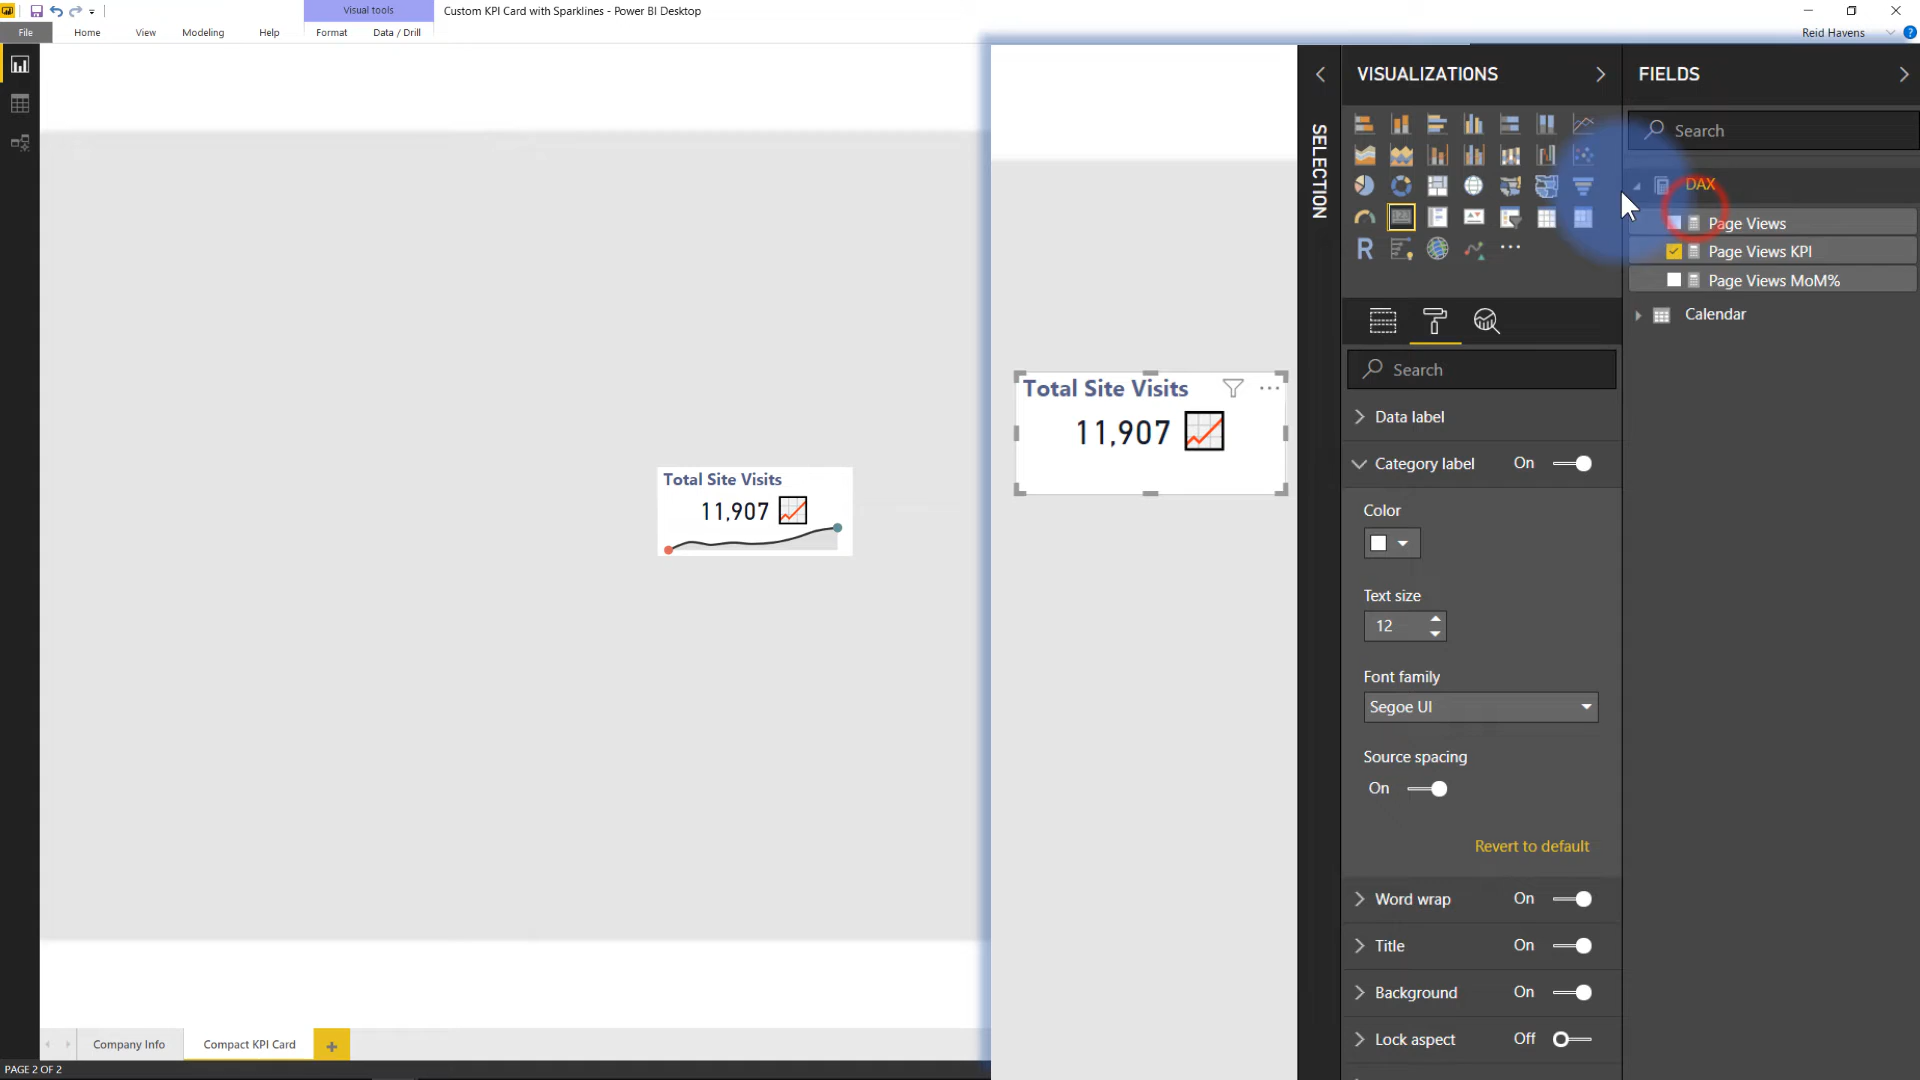 Visual tools
Custom KPI Card with Sparklines - Power BI Desktop
File
Home
View
Modeling
Help
Format
Data / Drill
Reid Havens
?
VISUALIZATIONS
FIELDS
SELECTION
Search
DAX
Page Views
Page Views KPI
Page Views MoM%
Calendar
R
123
Search
Total Site Visits
11,907
Total Site Visits
11,907
Data label
Category label On
Color
Text size
12
Font family
Segoe UI
Source spacing
On
Revert to default
Word wrap On
Title On
Background On
Lock aspect Off
Company Info
Compact KPI Card
PAGE 2 OF 2